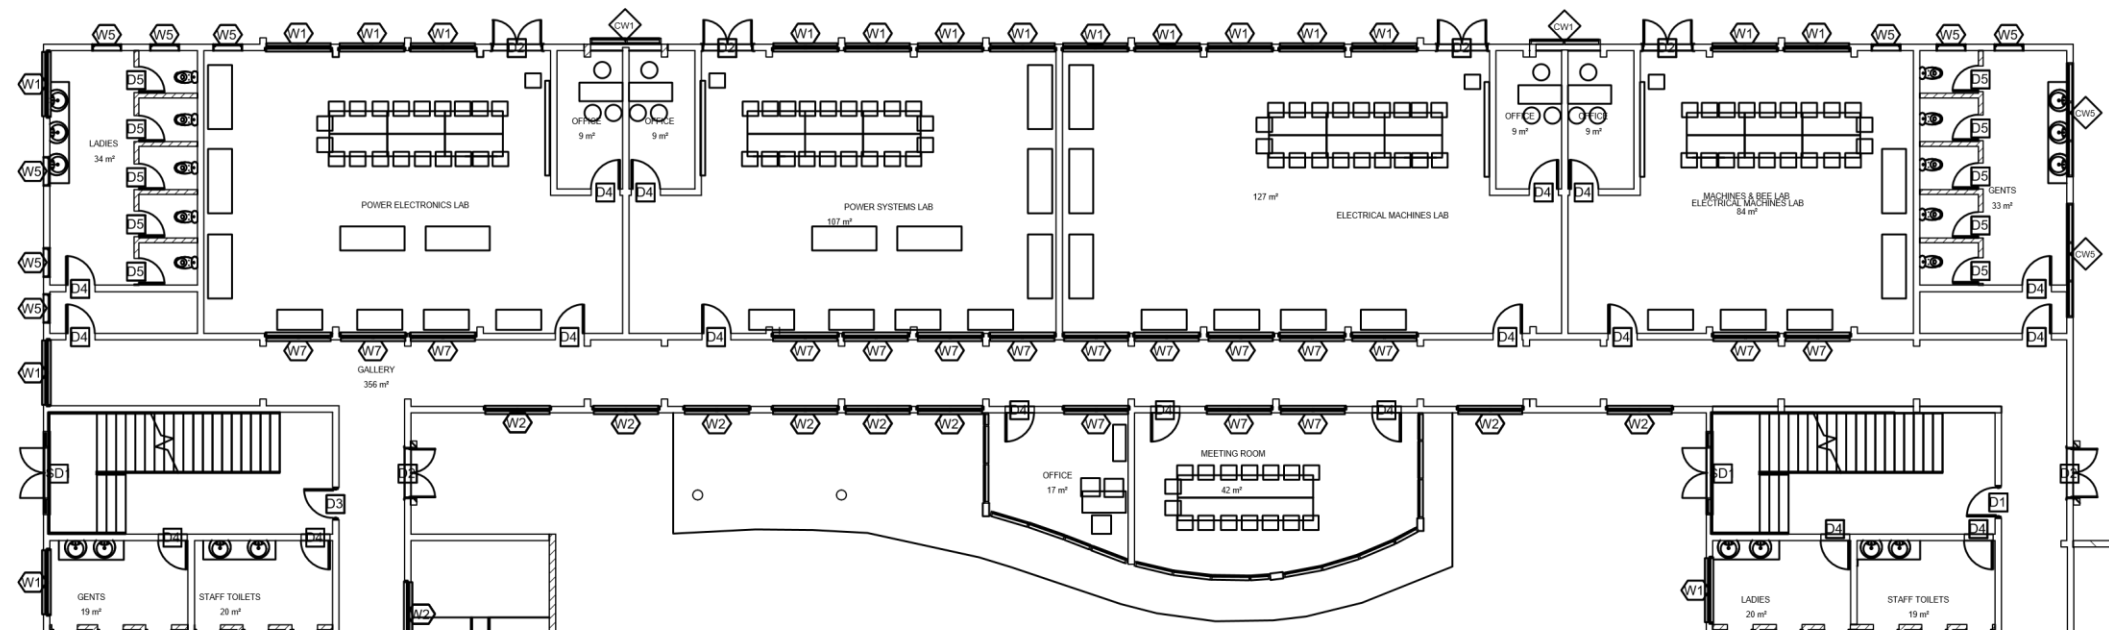 CW1
CW1
W5
W5
W5
W1
W1
W1
D2
D2
W1
W1
W1
W1
W1
W1
W1
W1
W1
D2
D2
W1
W1
W5
W5
W5
W1
D5
OFFICE
9 m²
OFFICE
9 m²
OFFICE
9 m²
OFFICE
9 m²
D5
CW5
D5
D5
LADIES
34 m²
W5
D5
D5
D5
D4
D4
D4
D4
D5
POWER ELECTRONICS LAB
POWER SYSTEMS LAB
107 m²
127 m²
ELECTRICAL MACHINES LAB
MACHINES & BEE LAB
ELECTRICAL MACHINES LAB
84 m²
GENTS
33 m²
D5
D5
W5
D5
D5
CW5
D4
D4
W5
D4
D4
D4
D4
D4
D4
W7
W7
W7
W7
W7
W7
W7
W7
W7
W7
W7
W7
W7
W1
GALLERY
356 m²
W2
W2
W2
W2
W2
W2
D4
W7
D4
W7
W7
D4
W2
W2
SD1
D2
OFFICE
17 m²
MEETING ROOM
42 m²
SD1
D2
D3
D1
D4
D4
D4
D4
W1
GENTS
19 m²
STAFF TOILETS
20 m²
W2
W1
LADIES
20 m²
STAFF TOILETS
19 m²